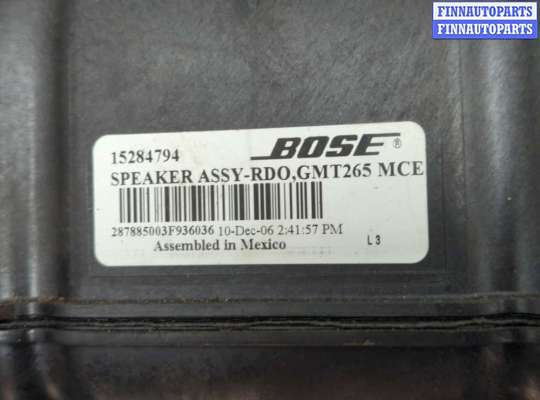 FINNAUTOPARTS
FINNAUTOPARTS
15284794 BOSE ®
SPEAKER ASSY-RDO,GMT265 MCE
287885003F936036 10-Dec-06 2:41:57 PM
Assembled in Mexico L 3